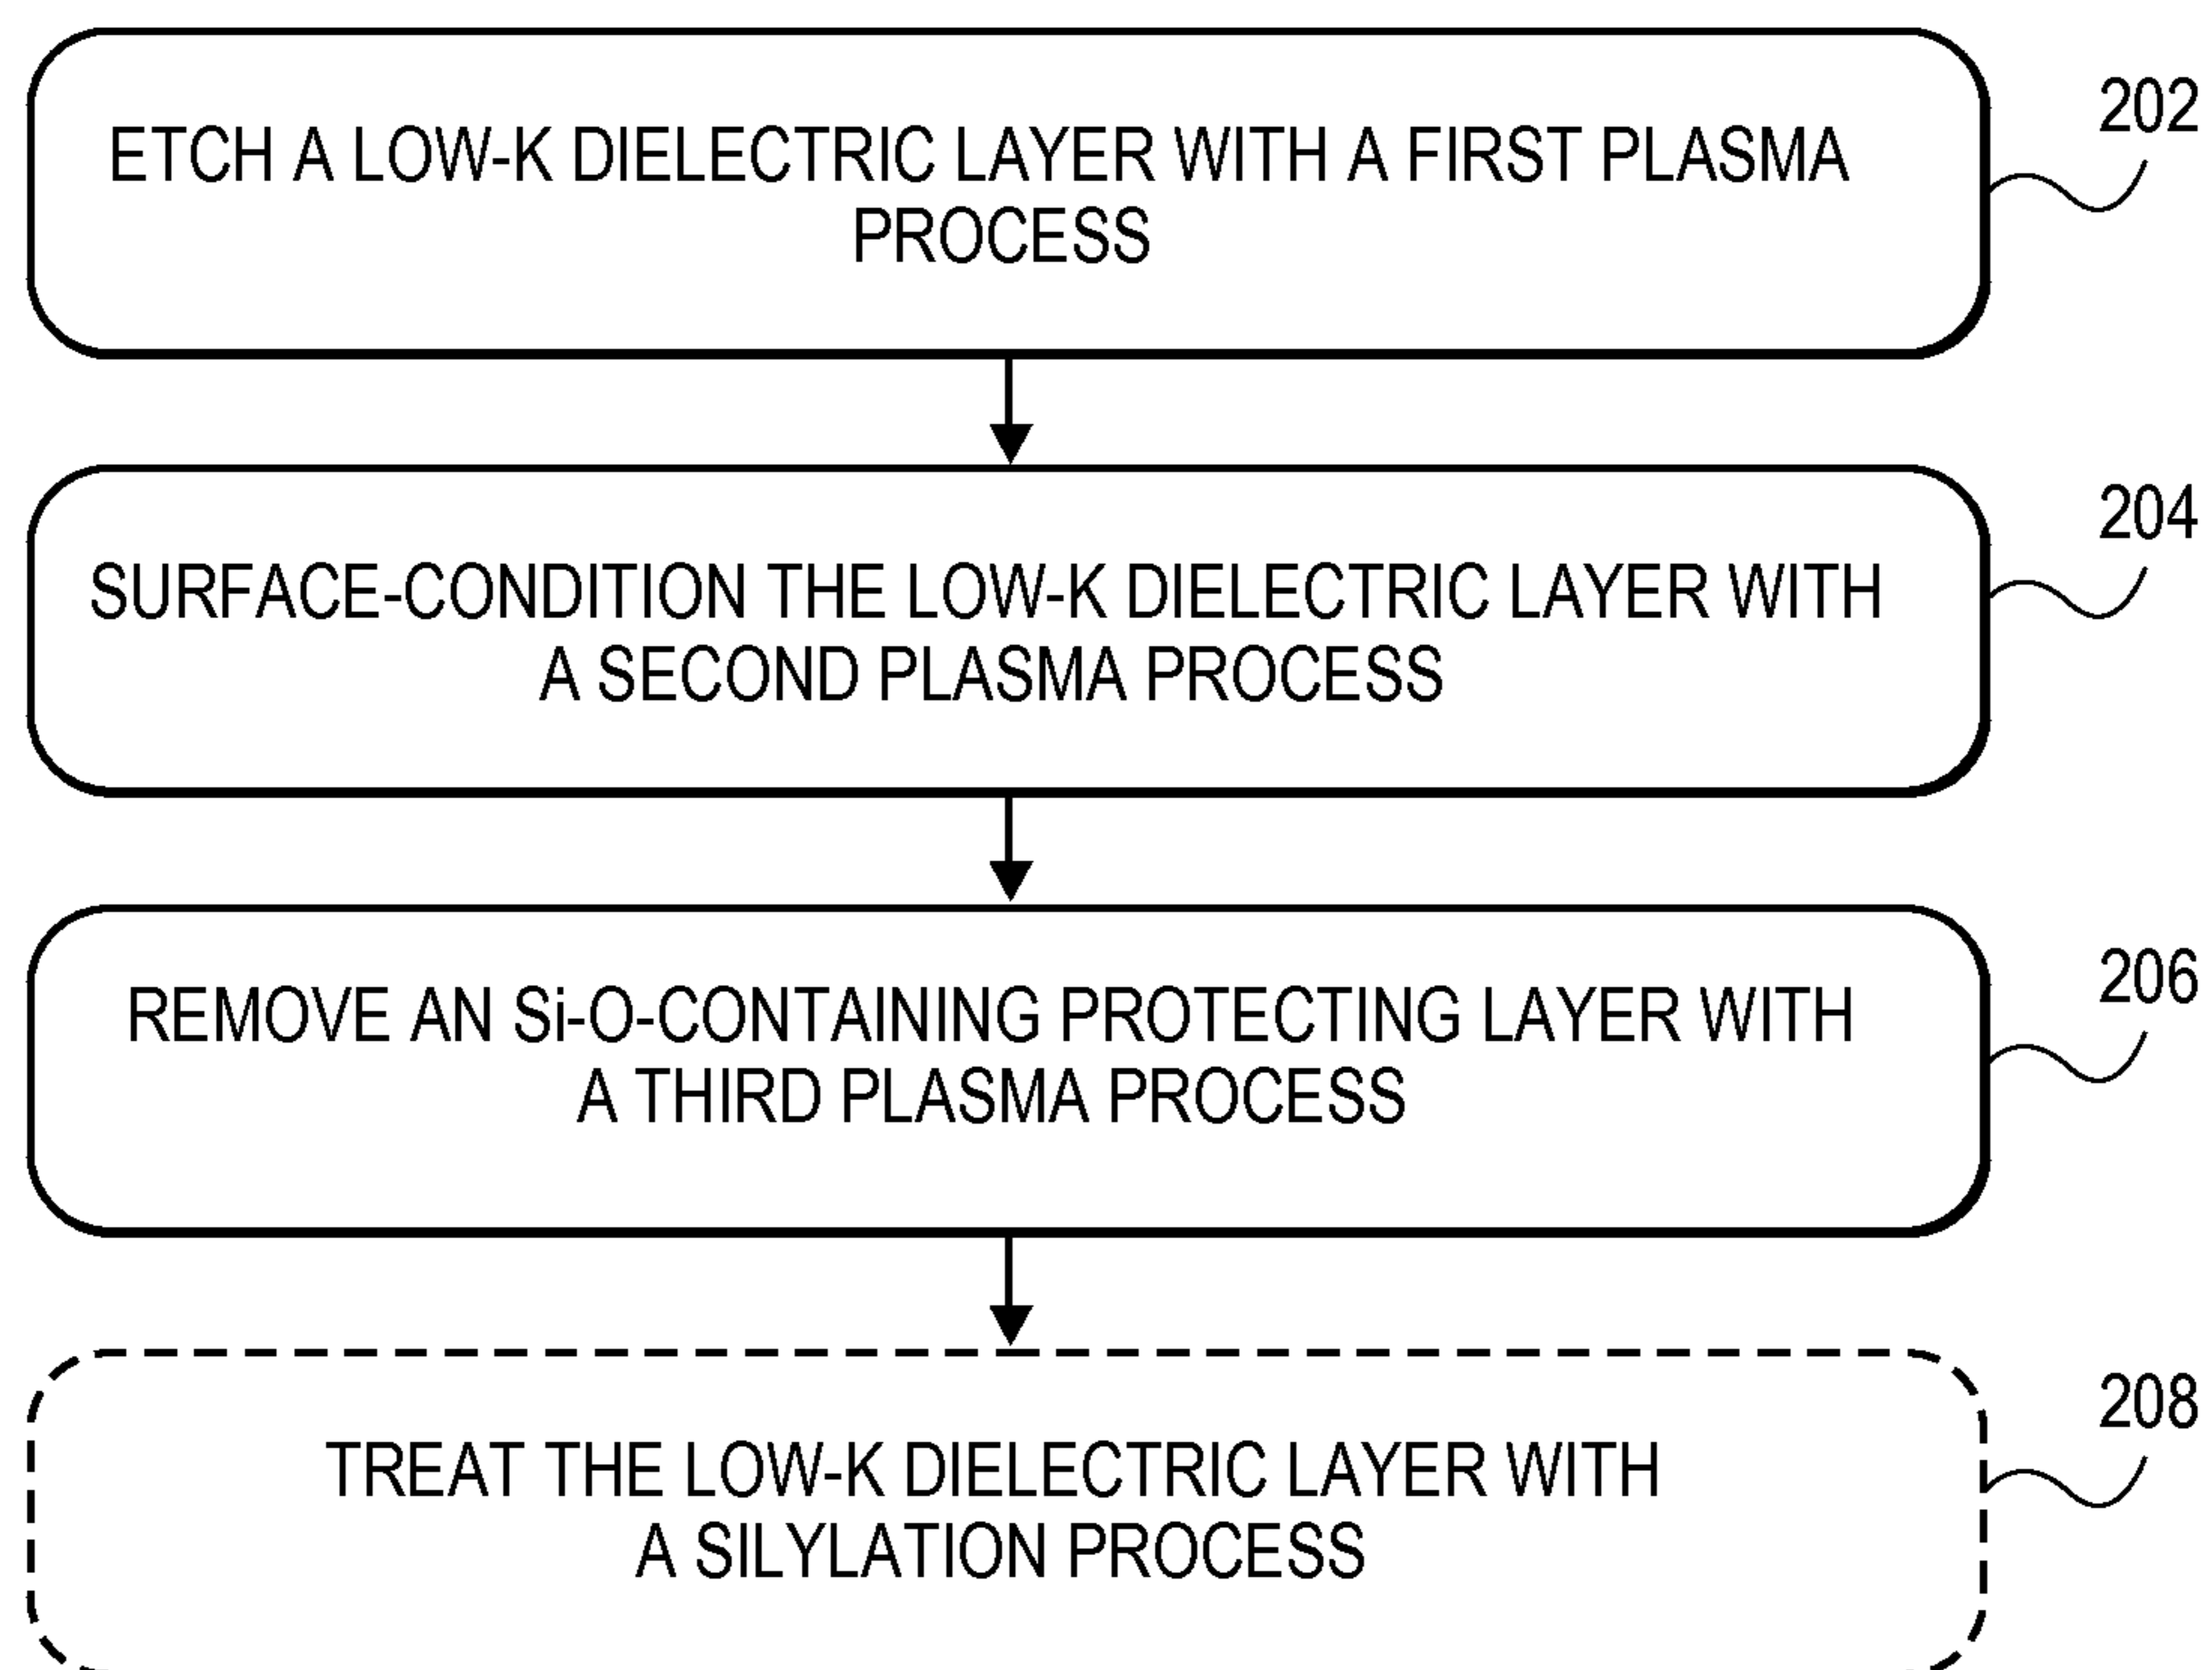 202
ETCH A LOW-K DIELECTRIC LAYER WITH A FIRST PLASMA
PROCESS
204
SURFACE-CONDITION THE LOW-K DIELECTRIC LAYER WITH
A SECOND PLASMA PROCESS
206
REMOVE AN Si-O-CONTAINING PROTECTING LAYER WITH
A THIRD PLASMA PROCESS
208
TREAT THE LOW-K DIELECTRIC LAYER WITH
A SILYLATION PROCESS